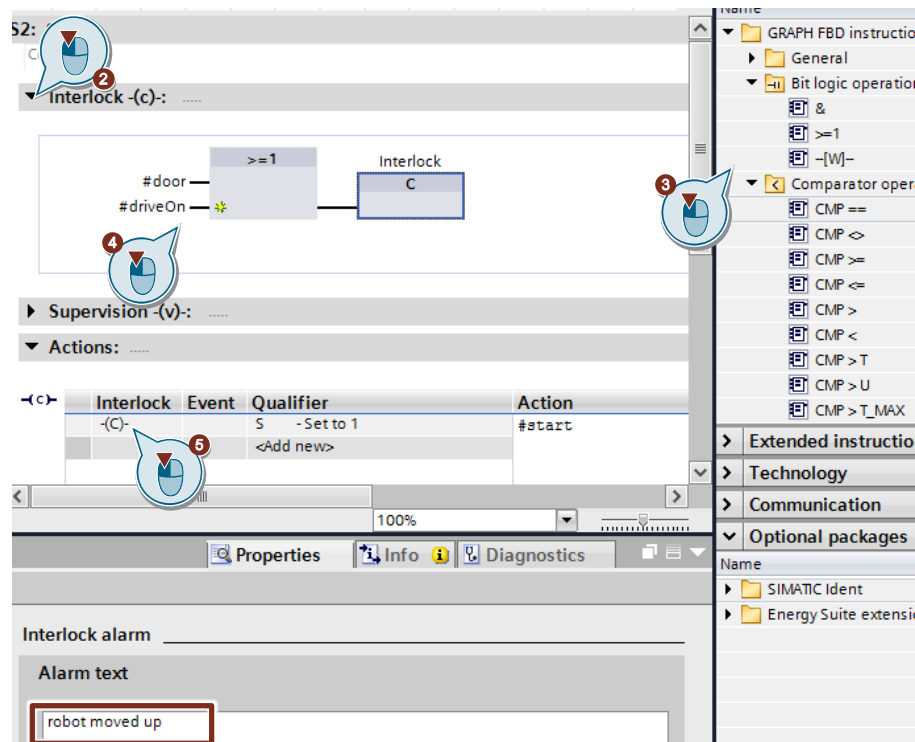 Name
S2:
2
Interlock -(c)-: .....
>=1
Interlock
#door
C
#driveOn
3
4
Supervision -(v)-: .....
Actions: .....
-(c)-
Interlock Event Qualifier Action
-(C)- S - Set to 1 #start
<Add new>
5
100%
Properties
Info
Diagnostics
Interlock alarm
Alarm text
robot moved up
GRAPH FBD instructio
General
Bit logic operation
&
>=1
–[W]–
Comparator opera
CMP ==
CMP <>
CMP >=
CMP <=
CMP >
CMP <
CMP > T
CMP > U
CMP > T_MAX
Extended instructio
Technology
Communication
Optional packages
Name
SIMATIC Ident
Energy Suite extensi